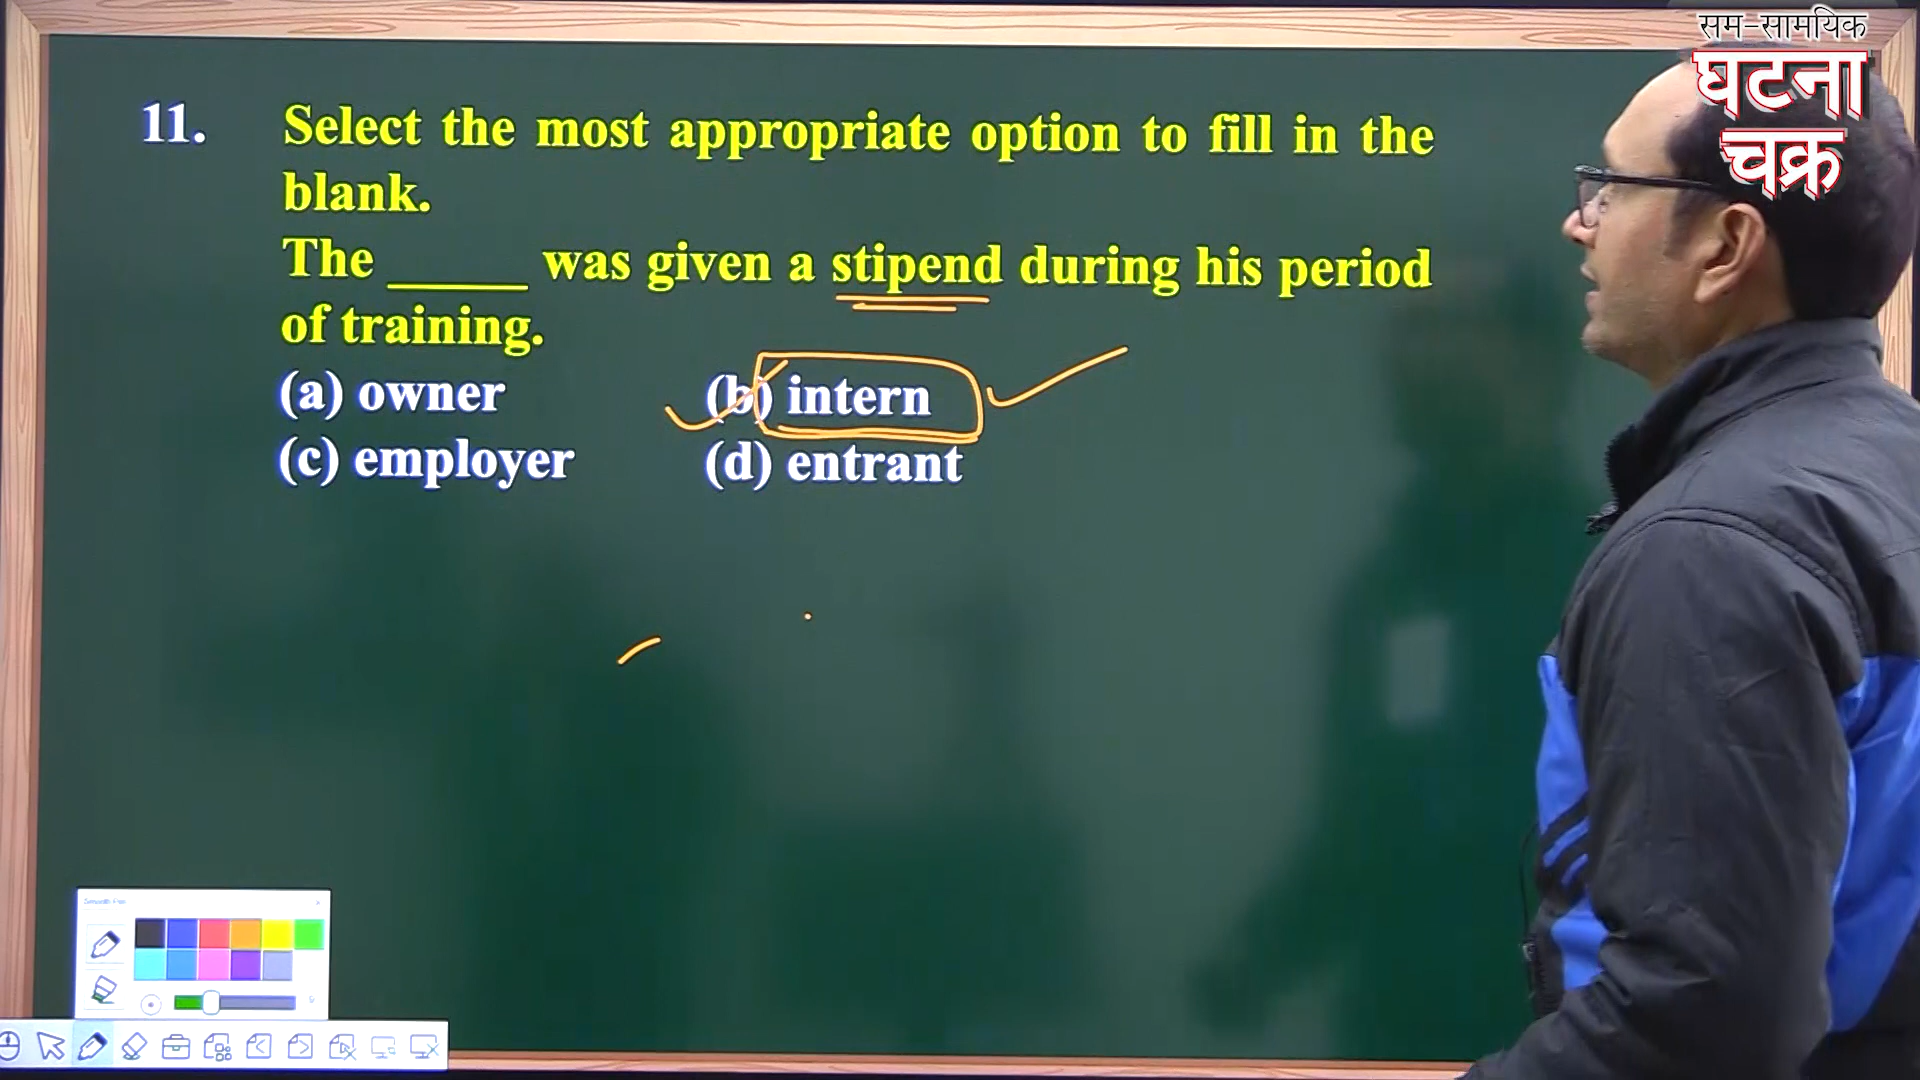 सम-सामयिक
घटना
चक्र
11. Select the most appropriate option to fill in the
blank.
The _____ was given a stipend during his period
of training.
(a) owner (b) intern
(c) employer (d) entrant